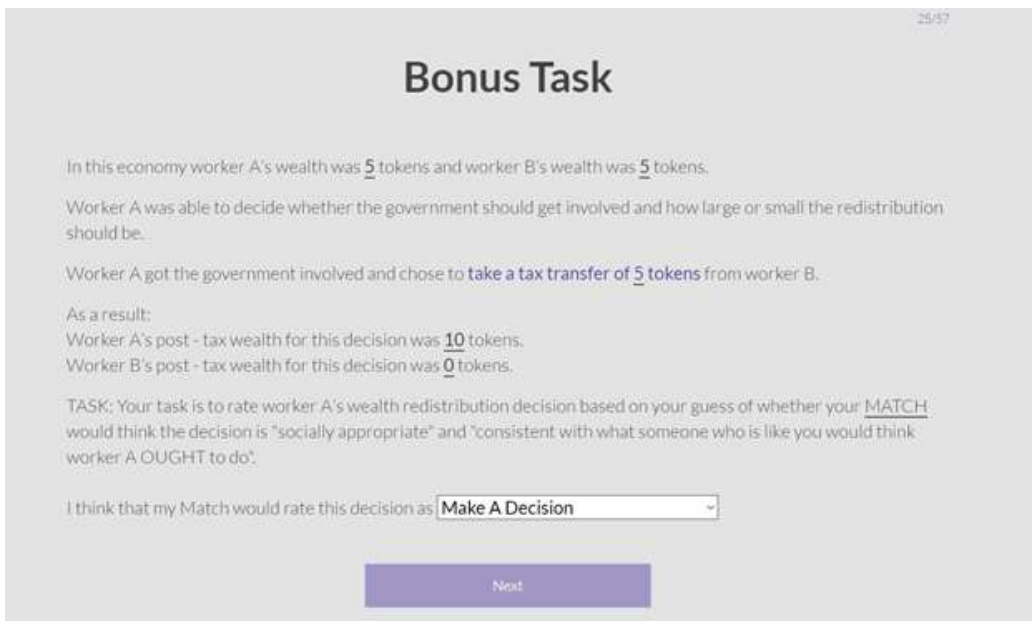 25/57
Bonus Task
In this economy worker A's wealth was 5 tokens and worker B's wealth was 5 tokens.
Worker A was able to decide whether the government should get involved and how large or small the redistribution
should be.
Worker A got the government involved and chose to take a tax transfer of 5 tokens from worker B.
As a result:
Worker A's post - tax wealth for this decision was 10 tokens.
Worker B's post - tax wealth for this decision was 0 tokens.
TASK: Your task is to rate worker A's wealth redistribution decision based on your guess of whether your MATCH
would think the decision is "socially appropriate" and "consistent with what someone who is like you would think
worker A OUGHT to do".
I think that my Match would rate this decision as Make A Decision
Next